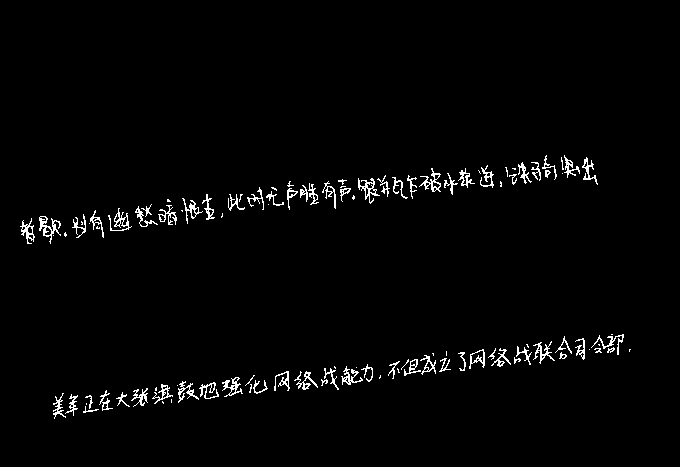 暂歇.别有幽愁暗恨生,此时无声胜有声.银瓶乍破水浆迸,铁骑突出
美军正在大张旗鼓地强化网络战能力,不但成立了网络战联合司令部,